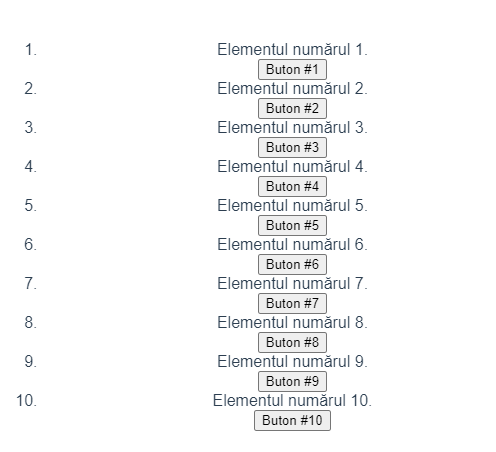 1. Elementul numărul 1.
Buton #1
2. Elementul numărul 2.
Buton #2
3. Elementul numărul 3.
Buton #3
4. Elementul numărul 4.
Buton #4
5. Elementul numărul 5.
Buton #5
6. Elementul numărul 6.
Buton #6
7. Elementul numărul 7.
Buton #7
8. Elementul numărul 8.
Buton #8
9. Elementul numărul 9.
Buton #9
10. Elementul numărul 10.
Buton #10